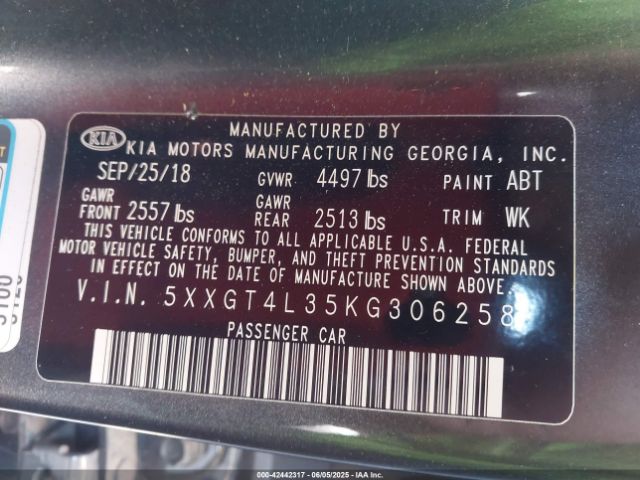 MANUFACTURED BY
KIA KIA MOTORS MANUFACTURING GEORGIA, INC.
SEP/25/18 GVWR 4497 lbs PAINT ABT
GAWR FRONT 2557 lbs GAWR REAR 2513 lbs TRIM WK
THIS VEHICLE CONFORMS TO ALL APPLICABLE U.S.A. FEDERAL
MOTOR VEHICLE SAFETY, BUMPER, AND THEFT PREVENTION STANDARDS
IN EFFECT ON THE DATE OF MANUFACTURE SHOWN ABOVE.
V.I.N. 5XXGT4L35KG306258
PASSENGER CAR
000-42442317 - 06/05/2025 - IAAI Inc. Copyright